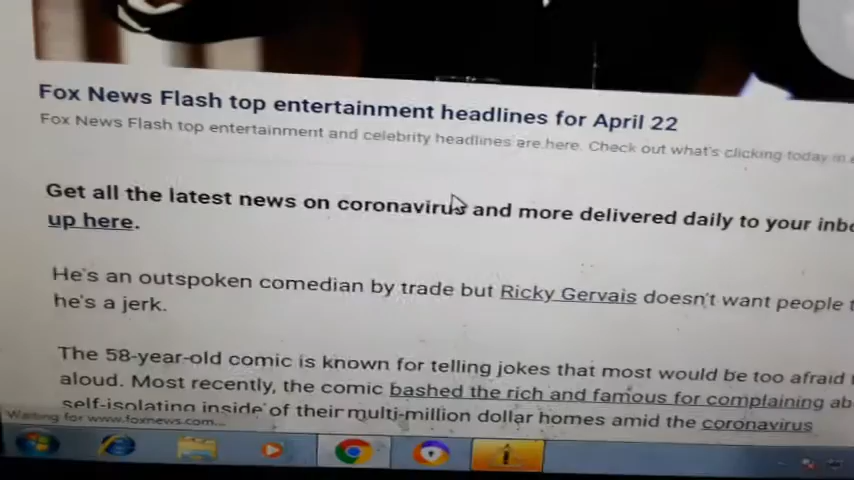 Fox News Flash top entertainment headlines for April 22
Fox News Flash top entertainment and celebrity headlines are here. Check out what's clicking today in
Get all the latest news on coronavirus and more delivered daily to your
up here.
He's an outspoken comedian by trade but Ricky Gervais doesn't want people
he's a jerk.
The 58-year-old comic is known for telling jokes that most would be too afraid
aloud. Most recently, the comic bashed the rich and famous for complaining
self-isolating inside of their multi-million dollar homes amid the coronavirus
Waiting for www.foxnews.com...